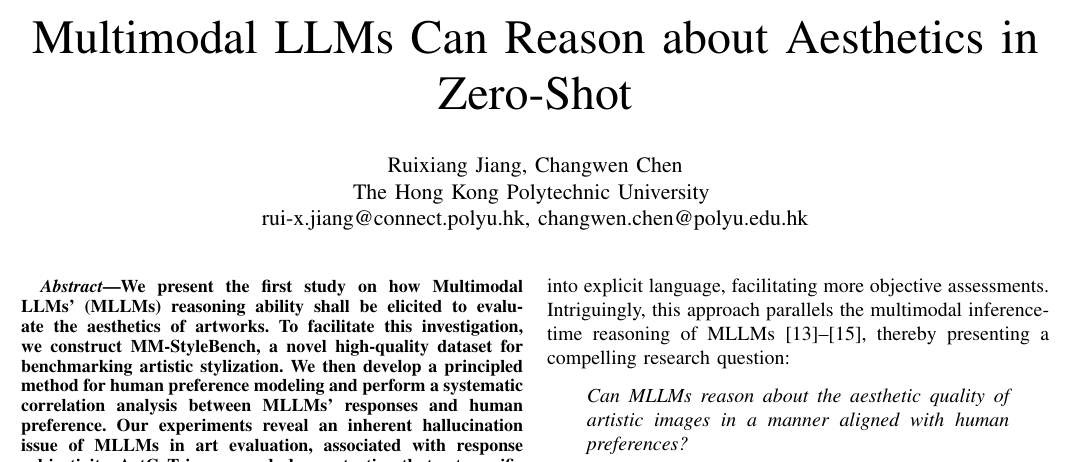 Multimodal LLMs Can Reason about Aesthetics in
Zero-Shot
Ruixiang Jiang, Changwen Chen
The Hong Kong Polytechnic University
rui-x.jiang@connect.polyu.hk, changwen.chen@polyu.edu.hk
Abstract—We present the first study on how Multimodal
LLMs' (MLLMs) reasoning ability shall be elicited to evalu-
ate the aesthetics of artworks. To facilitate this investigation,
we construct MM-StyleBench, a novel high-quality dataset for
benchmarking artistic stylization. We then develop a principled
method for human preference modeling and perform a systematic
correlation analysis between MLLMs' responses and human
preference. Our experiments reveal an inherent hallucination
issue of MLLMs in art evaluation, associated with response
into explicit language, facilitating more objective assessments.
Intriguingly, this approach parallels the multimodal inference-
time reasoning of MLLMs [13]–[15], thereby presenting a
compelling research question:
Can MLLMs reason about the aesthetic quality of
artistic images in a manner aligned with human
preferences?